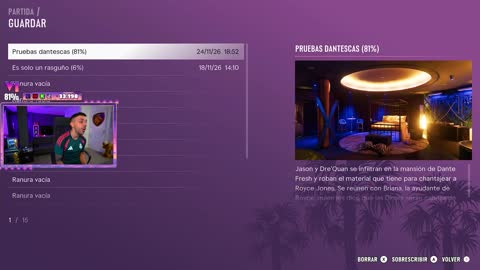 PARTIDA /
GUARDAR
Pruebas dantescas (81%) 24/11/26 18:52
Es solo un rasguño (6%) 19/11/26 14:10
Ranura vacía
81%
Ranura vacía
Ranura vacía
1 / 16
PRUEBAS DANTESCAS (81%)
Jason y Dre'Quan se infiltran en la mansión de Dante
Fresh y roban el material que tiene para chantajear a
Royce Jones. Se reúnen con Briana, la ayudante de
BORRAR
SOBRESCRIBIR
VOLVER